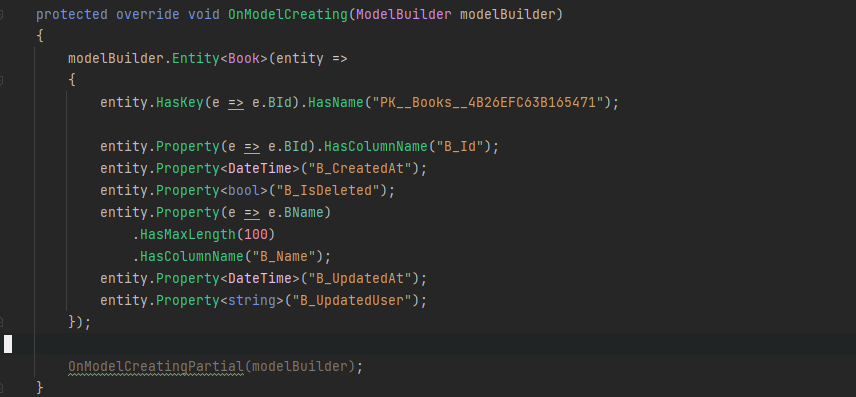 protected override void OnModelCreating(ModelBuilder modelBuilder)
{
    modelBuilder.Entity<Book>(entity =>
    {
        entity.HasKey(e => e.BId).HasName("PK__Books__4B26EFC63B165471");

        entity.Property(e => e.BId).HasColumnName("B_Id");
        entity.Property<DateTime>("B_CreatedAt");
        entity.Property<bool>("B_IsDeleted");
        entity.Property(e => e.BName)
            .HasMaxLength(100)
            .HasColumnName("B_Name");
        entity.Property<DateTime>("B_UpdatedAt");
        entity.Property<string>("B_UpdatedUser");
    });

    OnModelCreatingPartial(modelBuilder);
}